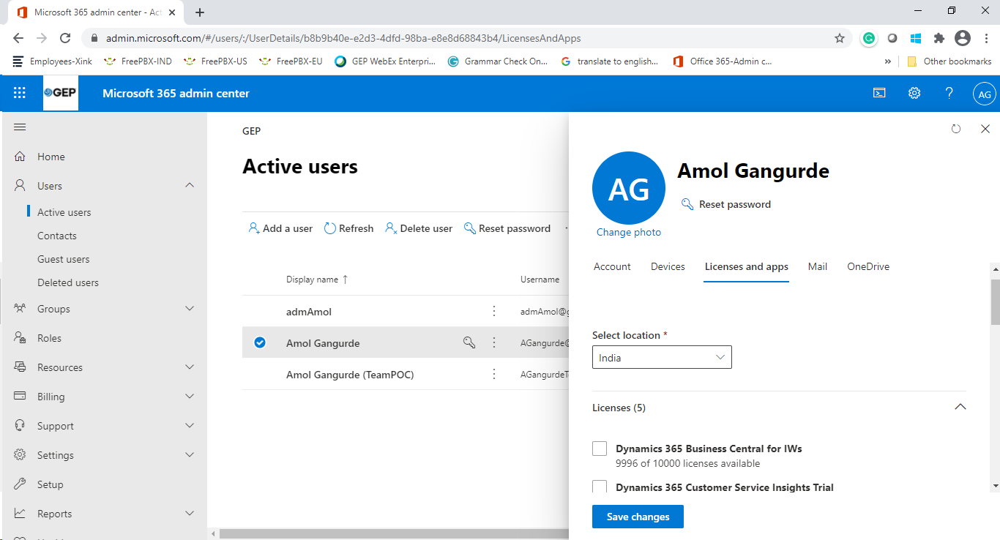 Microsoft 365 admin center - Act
admin.microsoft.com/#/users/:/UserDetails/b8b9b40e-e2d3-4dfd-98ba-e8e8d68843b4/LicensesAndApps
Employees-Xink
FreePBX-IND
FreePBX-US
FreePBX-EU
GEP WebEx Enterpri...
Grammar Check On...
translate to english...
Office 365-Admin c...
»
Other bookmarks
GEP
Microsoft 365 admin center
?
AG
Home
Users
Active users
Contacts
Guest users
Deleted users
Groups
Roles
Resources
Billing
Support
Settings
Setup
Reports
GEP
Active users
Add a user
Refresh
Delete user
Reset password
Display name ↑
Username
admAmol
admAmol@g
Amol Gangurde
AGangurde@
Amol Gangurde (TeamPOC)
AGangurdeT
AG
Amol Gangurde
Reset password
Change photo
Account
Devices
Licenses and apps
Mail
OneDrive
Select location *
India
Licenses (5)
Dynamics 365 Business Central for IWs
9996 of 10000 licenses available
Dynamics 365 Customer Service Insights Trial
Save changes